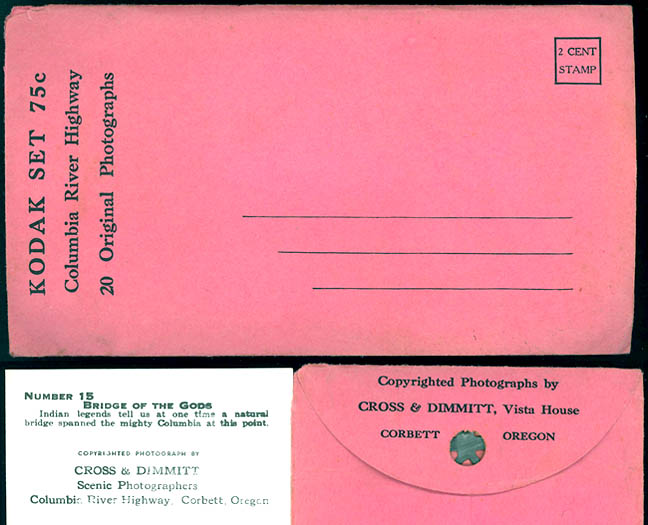 KODAK SET 75c
Columbia River Highway
20 Original Photographs
2 CENT
STAMP
NUMBER 15
BRIDGE OF THE GODS
Indian legends tell us at one time a natural
bridge spanned the mighty Columbia at this point.
COPYRIGHTED PHOTOGRAPH BY
CROSS & DIMMITT
Scenic Photographers
Columbia River Highway, Corbett, Oregon
Copyrighted Photographs by
CROSS & DIMMITT, Vista House
CORBETT OREGON